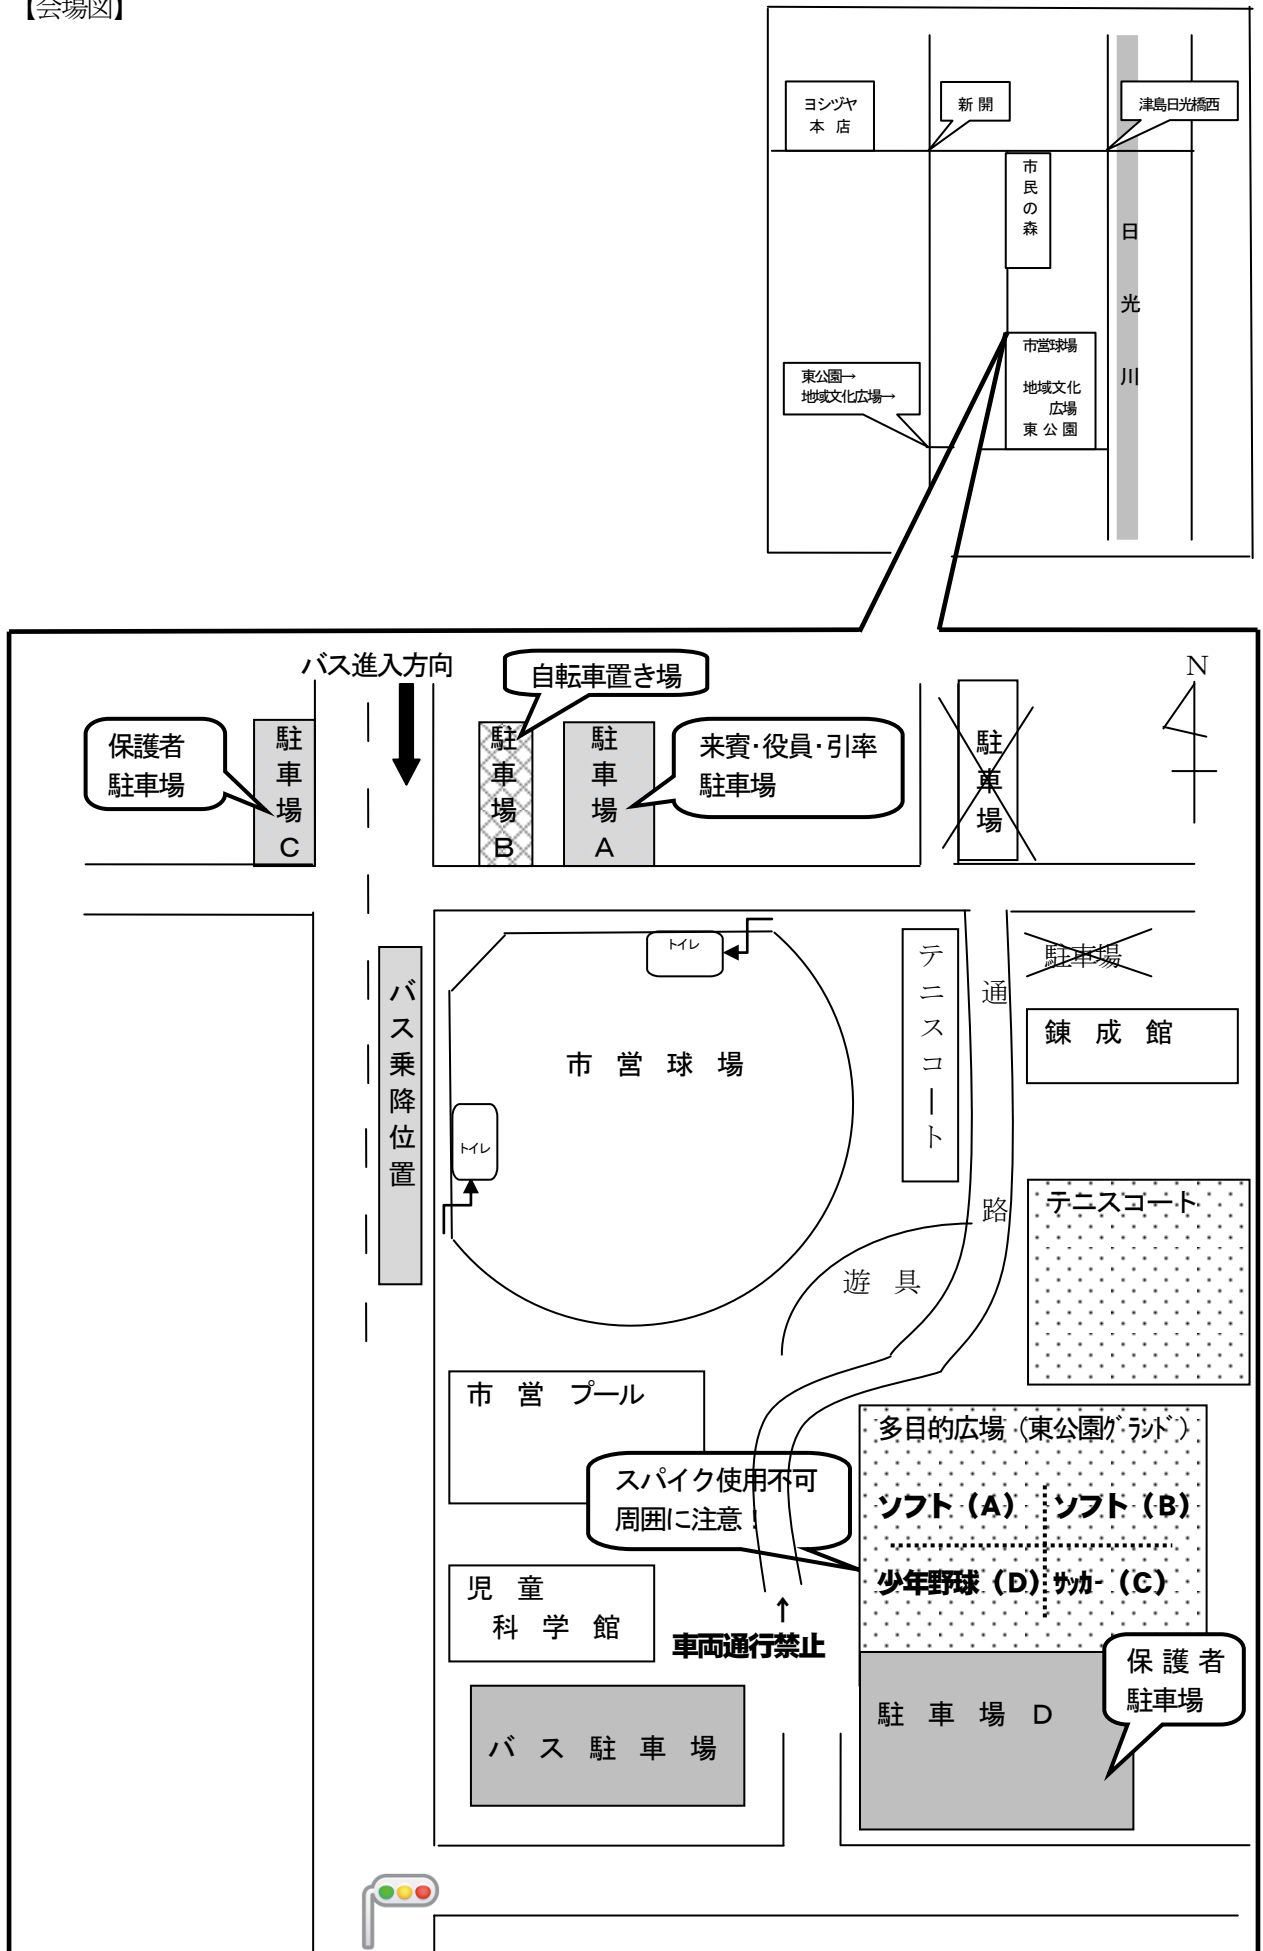 【会場図】
ヨシヅヤ
本 店
新 開
津島日光橋西
市民の森
日光川
市営球場
地域文化
広場
東 公 園
東公園→
地域文化広場→
バス進入方向
自転車置き場
N
保護者
駐車場
駐車場C
駐車場B
駐車場A
来賓・役員・引率
駐車場
駐車場
トイレ
テニスコート
通路
駐車場
錬 成 館
バス乗降位置
市 営 球 場
トイレ
テニスコート
遊 具
市 営 プール
多目的広場（東公園グランド）
スパイク使用不可
周囲に注意！
ソフト（A）
ソフト（B）
少年野球（D）
サッカー（C）
児 童
科 学 館
↑
車両通行禁止
保 護 者
駐車場
駐 車 場 D
バ ス 駐 車 場